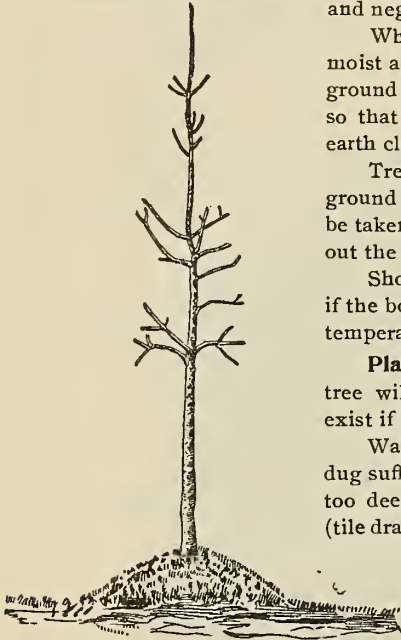 and neg
Wh
moist a
ground
so that
earth cl
Tre
ground
be taken
out the
Sho
if the be
tempera
Pla
tree wil
exist if
Wa
dug suff
too dee
(tile dra